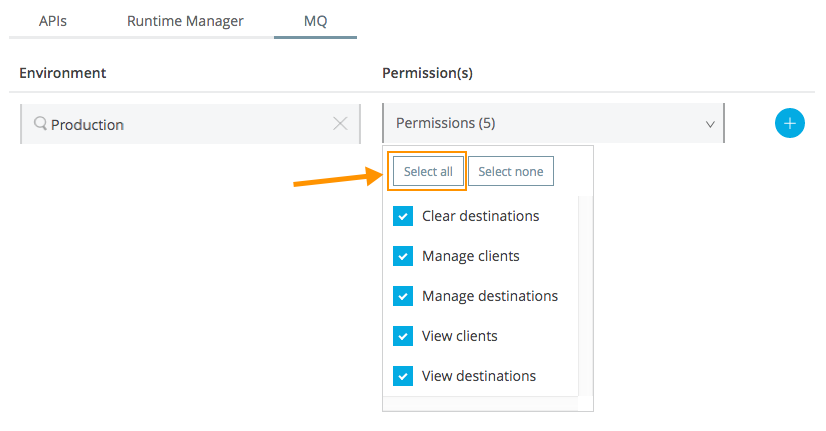 APIs Runtime Manager MQ
Environment Permission(s)
Production Permissions (5)
Select all Select none
Clear destinations
Manage clients
Manage destinations
View clients
View destinations